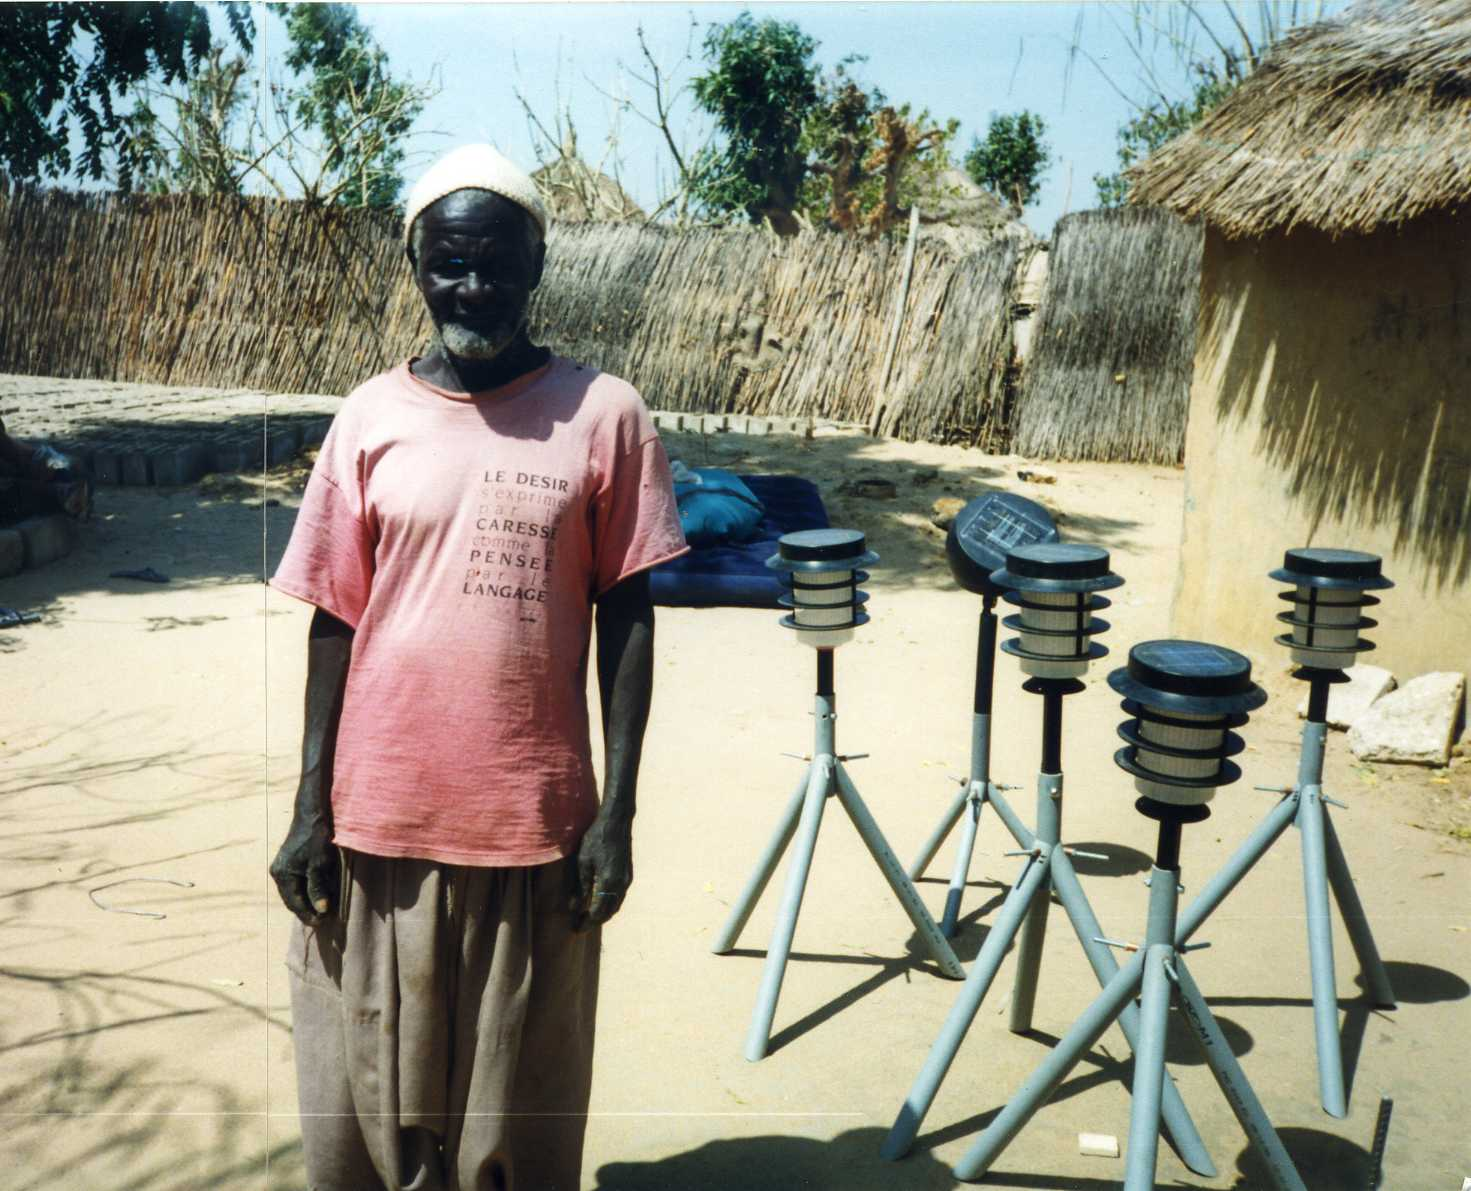 LE DESIR
s'exprime
par la
CARESSE
comme la
PENSEE
par le
LANGAGE